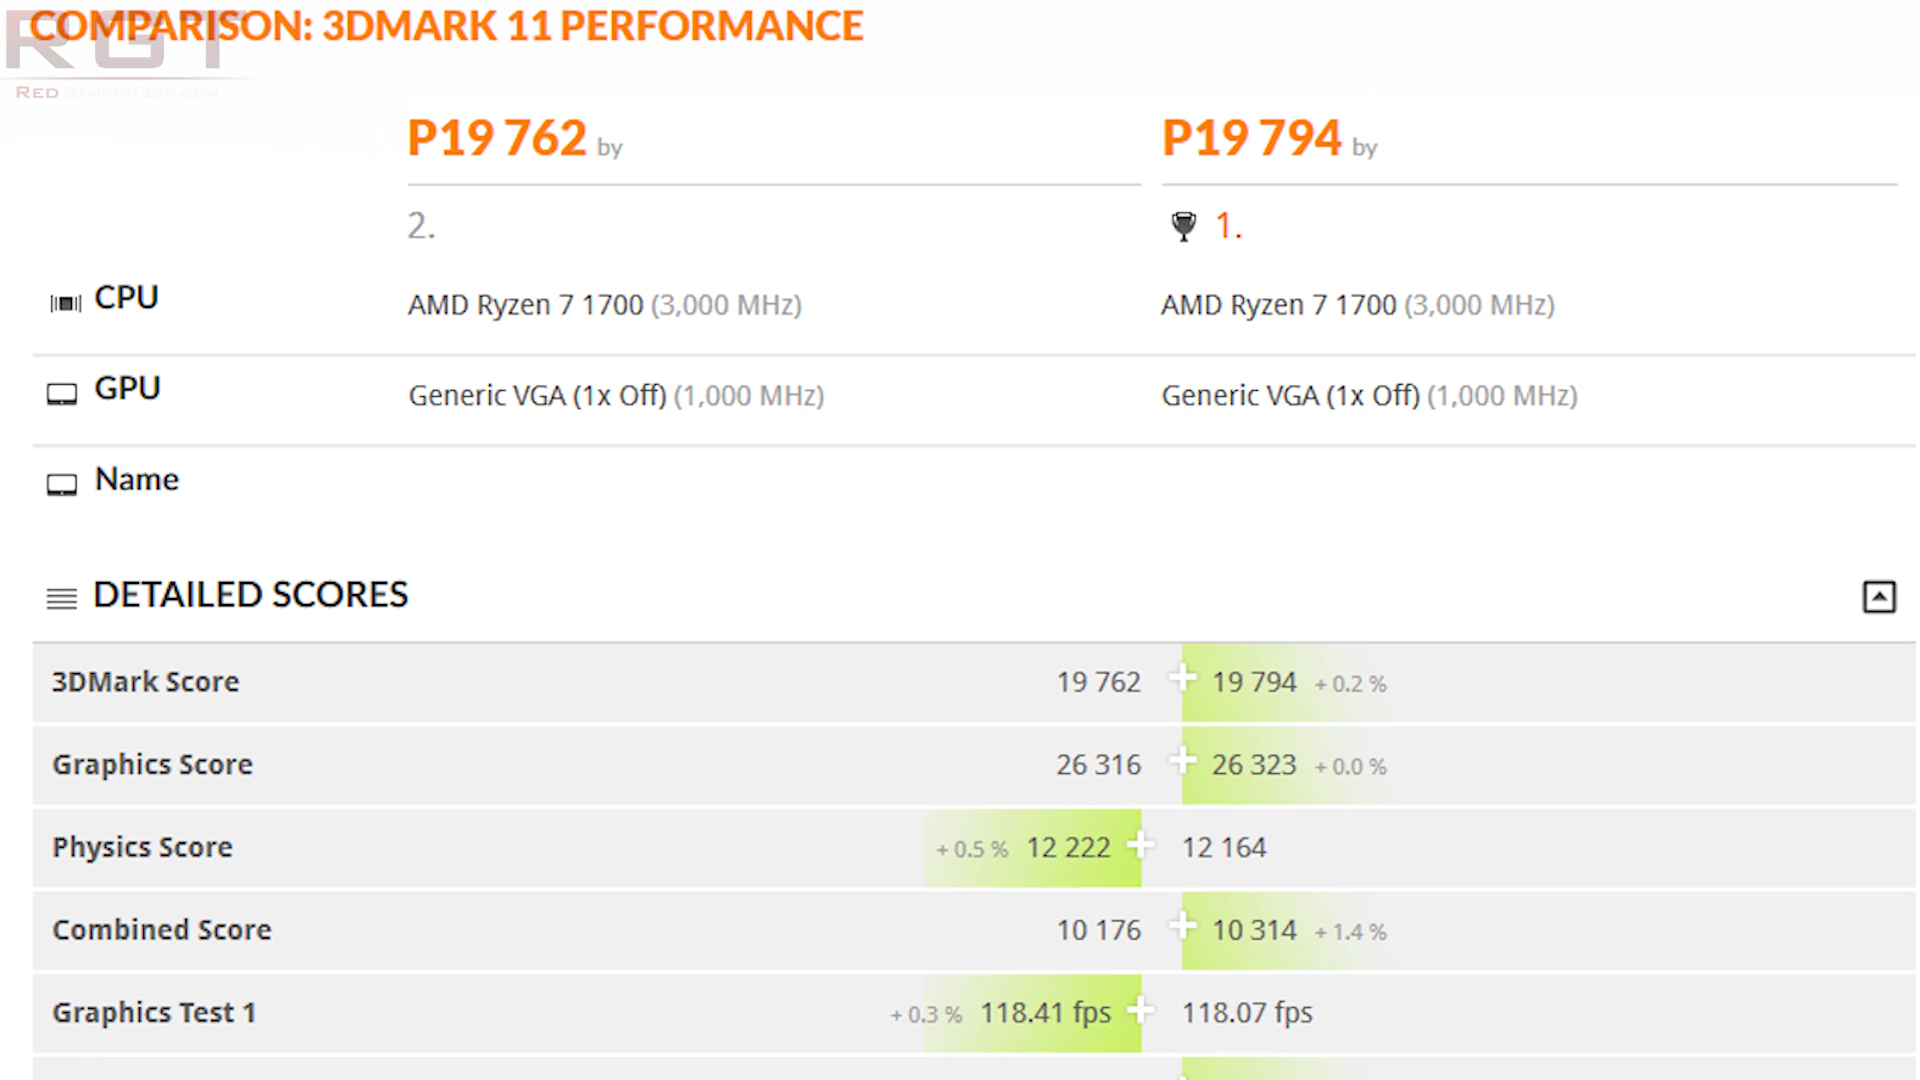 COMPARISON: 3DMARK 11 PERFORMANCE
RGT
RED GAMINGTECH.COM
P19 762 by
P19 794 by
2.
1.
CPU
AMD Ryzen 7 1700 (3,000 MHz)
AMD Ryzen 7 1700 (3,000 MHz)
GPU
Generic VGA (1x Off) (1,000 MHz)
Generic VGA (1x Off) (1,000 MHz)
Name
DETAILED SCORES
3DMark Score 19 762 19 794 + 0.2 %
Graphics Score 26 316 26 323 + 0.0 %
Physics Score + 0.5 % 12 222 12 164
Combined Score 10 176 10 314 + 1.4 %
Graphics Test 1 + 0.3 % 118.41 fps 118.07 fps